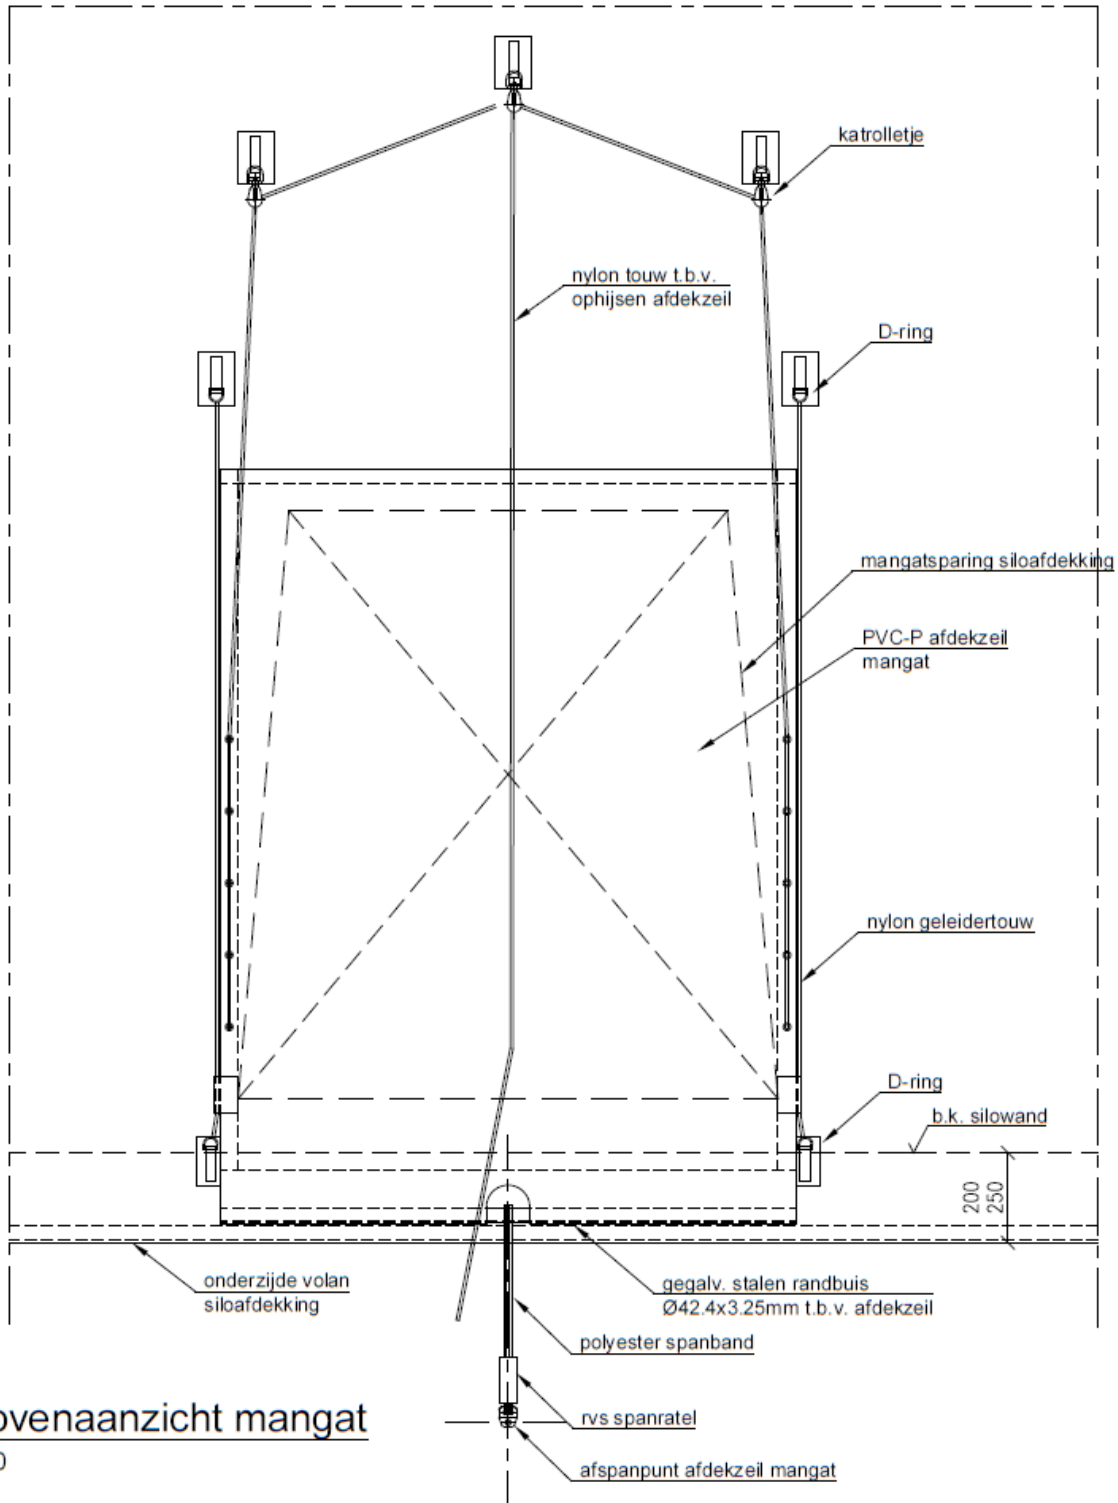 katrolletje
nylon touw t.b.v.
ophijsen afdekzeil
D-ring
mangatsparing siloafdekking
PVC-P afdekzeil
mangat
nylon geleidertouw
D-ring
b.k. silowand
200
250
onderzijde volan
siloafdekking
gegalv. stalen randbuis
Ø42.4x3.25mm t.b.v. afdekzeil
polyester spanband
rvs spanratel
afspanpunt afdekzeil mangat
ovenaanzicht mangat
0